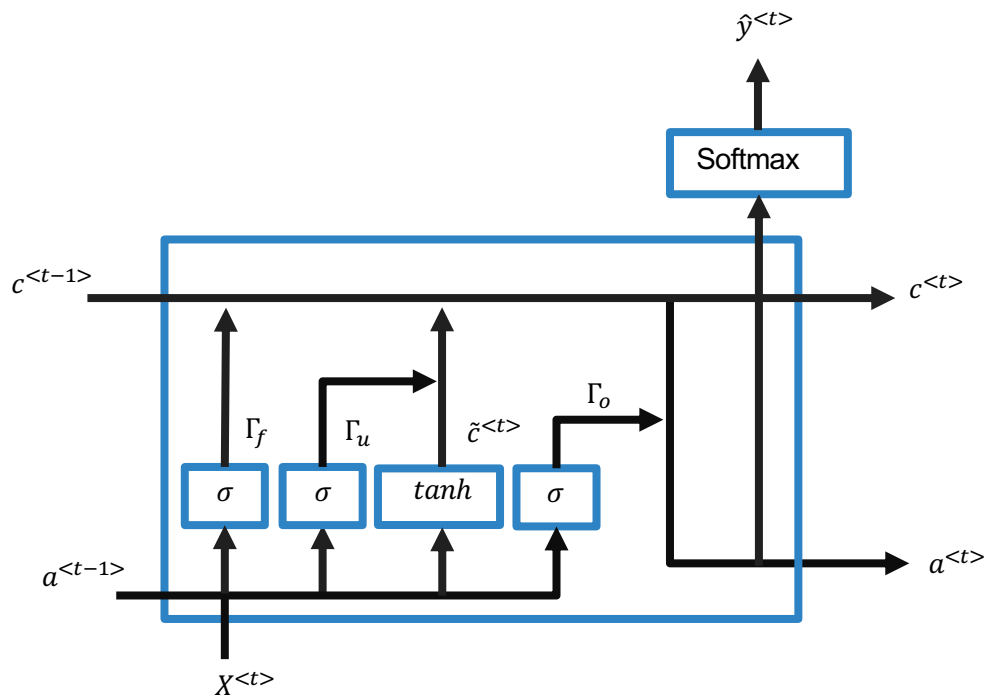 ŷ<t>
Softmax
c<t−1>
c<t>
Γf
Γu
c̃<t>
Γo
σ
σ
tanh
σ
a<t−1>
a<t>
X<t>